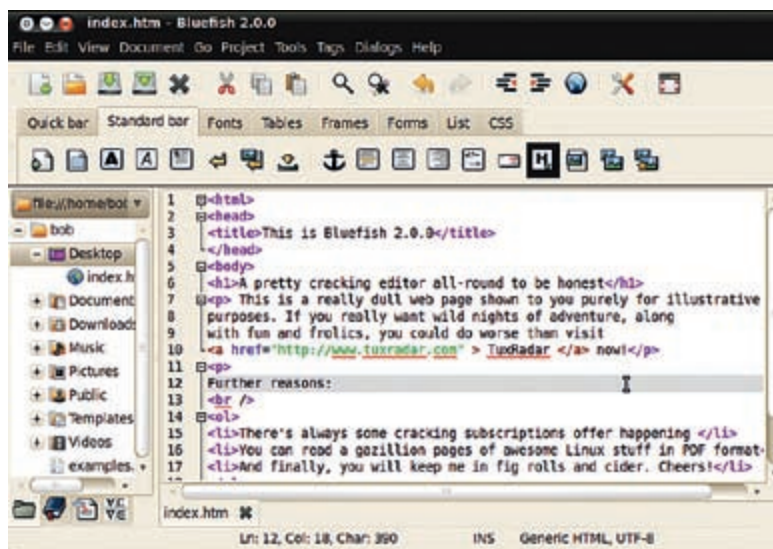 index.htm - Bluefish 2.0.0
File Edit View Document Go Project Tools Tags Dialogs Help
Quick bar Standard bar Fonts Tables Frames Forms List CSS
file:///home/bob
bob
Desktop
index.h
Document
Downloads
Music
Pictures
Public
Templates
Videos
examples.
1 <html>
2 <head>
3 <title>This is Bluefish 2.0.0</title>
4 </head>
5 <body>
6 <h1>A pretty cracking editor all-round to be honest</h1>
7 <p> This is a really dull web page shown to you purely for illustrative
8 purposes. If you really want wild nights of adventure, along
9 with fun and frolics, you could do worse than visit
10 <a href="http://www.tuxradar.com" > TuxRadar </a> now!</p>
11 <p>
12 Further reasons:
13 <br />
14 <ol>
15 <li>There's always some cracking subscriptions offer happening </li>
16 <li>You can read a gazillion pages of awesome Linux stuff in PDF format
17 <li>And finally, you will keep me in fig rolls and cider. Cheers!</li>
index.htm
Ln: 12, Col: 18, Char: 390 INS Generic HTML, UTF-8